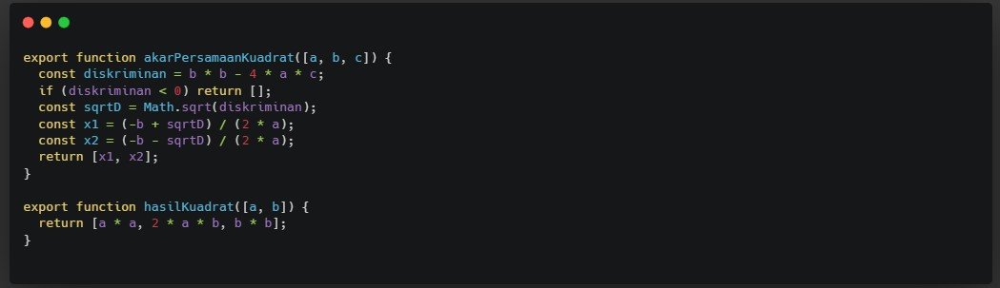 export function akarPersamaanKuadrat([a, b, c]) {
  const diskriminan = b * b - 4 * a * c;
  if (diskriminan < 0) return [];
  const sqrtD = Math.sqrt(diskriminan);
  const x1 = (-b + sqrtD) / (2 * a);
  const x2 = (-b - sqrtD) / (2 * a);
  return [x1, x2];
}

export function hasilKuadrat([a, b]) {
  return [a * a, 2 * a * b, b * b];
}